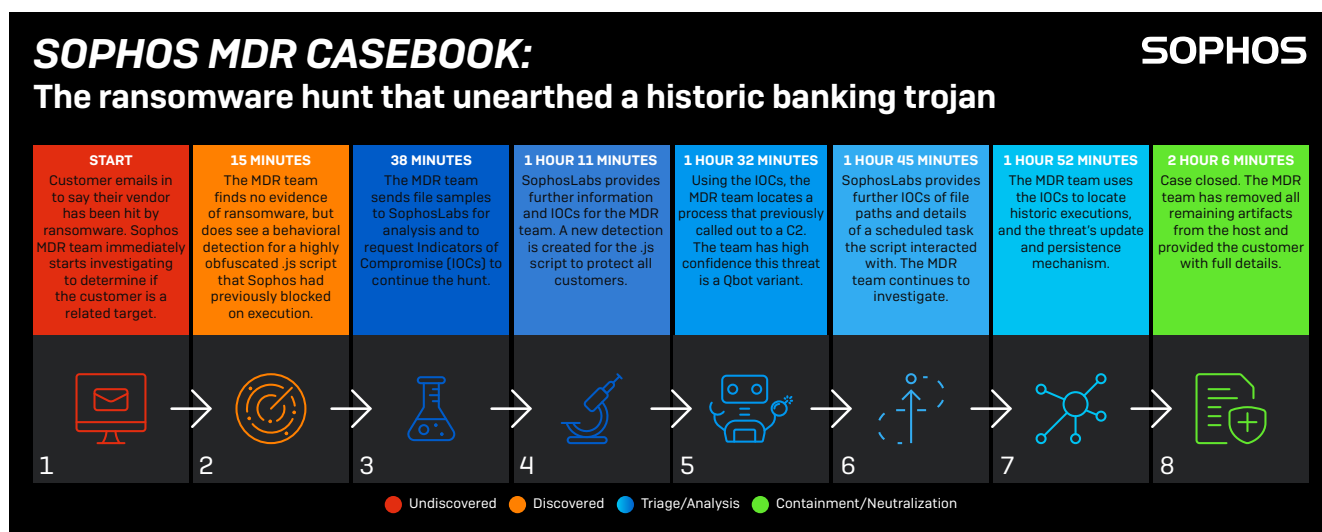 SOPHOS MDR CASEBOOK:
SOPHOS
The ransomware hunt that unearthed a historic banking trojan
START
Customer emails in
to say their vendor
has been hit by
ransomware. Sophos
MDR team immediately
starts investigating
to determine if
the customer is a
related target.
15 MINUTES
The MDR team
finds no evidence
of ransomware, but
does see a behavioral
detection for a highly
obfuscated .js script
that Sophos had
previously blocked
on execution.
38 MINUTES
The MDR team
sends file samples
to SophosLabs for
analysis and to
request Indicators of
Compromise [IOCs] to
continue the hunt.
1 HOUR 11 MINUTES
SophosLabs provides
further information
and IOCs for the MDR
team. A new detection
is created for the .js
script to protect all
customers.
1 HOUR 32 MINUTES
Using the IOCs, the
MDR team locates a
process that previously
called out to a C2.
The team has high
confidence this threat
is a Qbot variant.
1 HOUR 45 MINUTES
SophosLabs provides
further IOCs of file
paths and details
of a scheduled task
the script interacted
with. The MDR
team continues to
investigate.
1 HOUR 52 MINUTES
The MDR team uses
the IOCs to locate
historic executions,
and the threat's update
and persistence
mechanism.
2 HOUR 6 MINUTES
Case closed. The MDR
team has removed all
remaining artifacts
from the host and
provided the customer
with full details.
1
2
3
4
5
6
7
8
Undiscovered
Discovered
Triage/Analysis
Containment/Neutralization